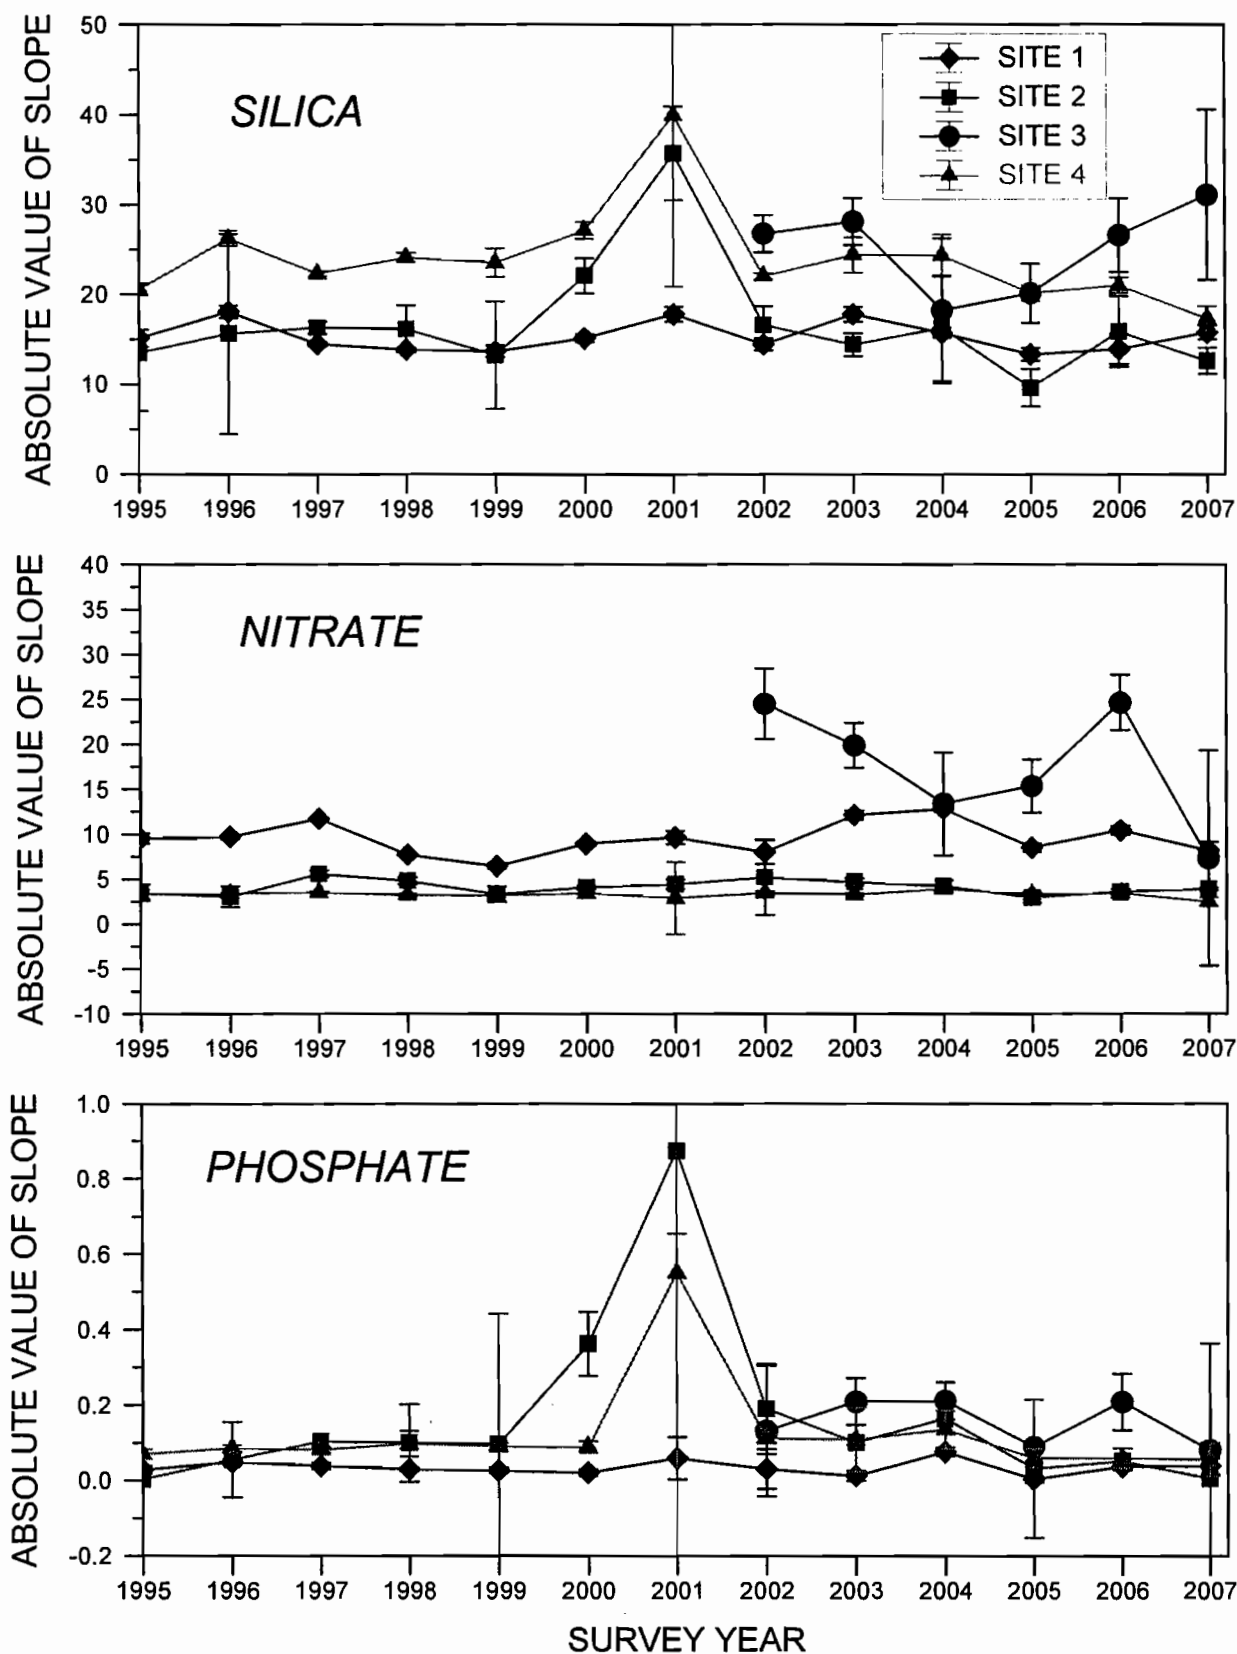 ABSOLUTE VALUE OF SLOPE
50
40
30
20
10
0
SILICA
SITE 1
SITE 2
SITE 3
SITE 4
1995 1996 1997 1998 1999 2000 2001 2002 2003 2004 2005 2006 2007
ABSOLUTE VALUE OF SLOPE
40
35
30
25
20
15
10
5
0
-5
-10
NITRATE
1995 1996 1997 1998 1999 2000 2001 2002 2003 2004 2005 2006 2007
ABSOLUTE VALUE OF SLOPE
1.0
0.8
0.6
0.4
0.2
0.0
-0.2
PHOSPHATE
1995 1996 1997 1998 1999 2000 2001 2002 2003 2004 2005 2006 2007
SURVEY YEAR